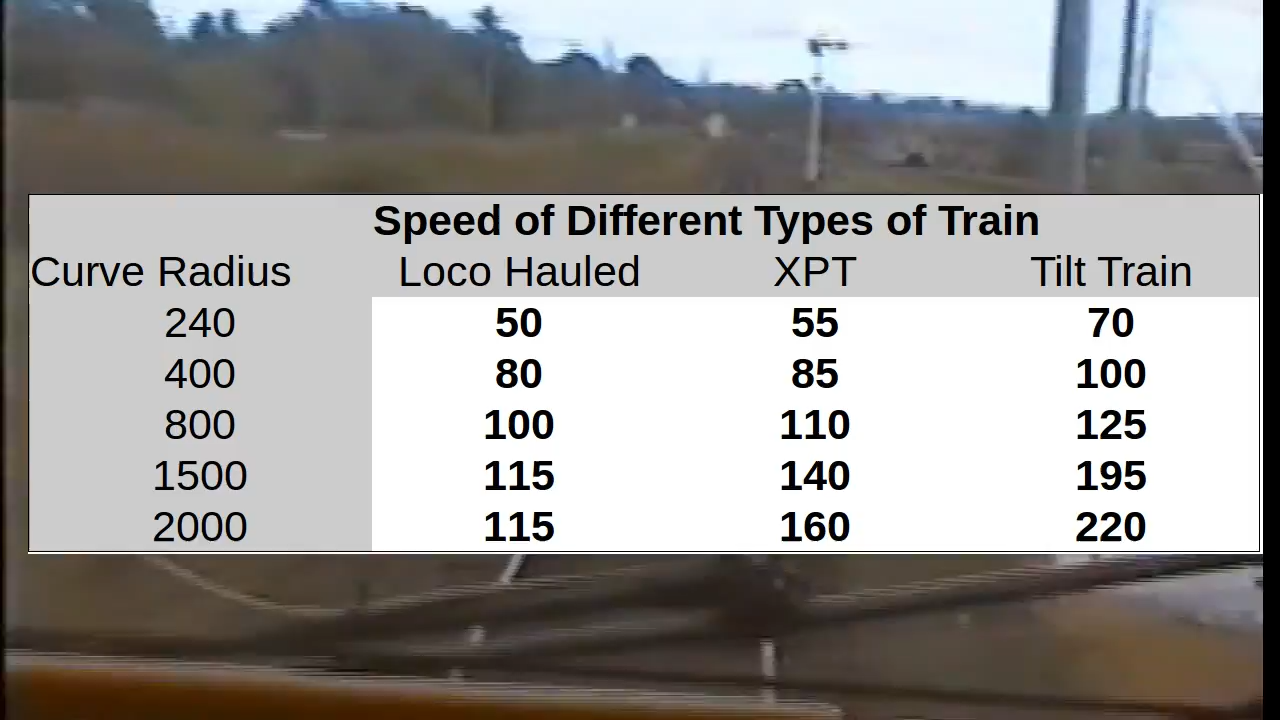 Speed of Different Types of Train
Curve Radius Loco Hauled XPT Tilt Train
240 50 55 70
400 80 85 100
800 100 110 125
1500 115 140 195
2000 115 160 220